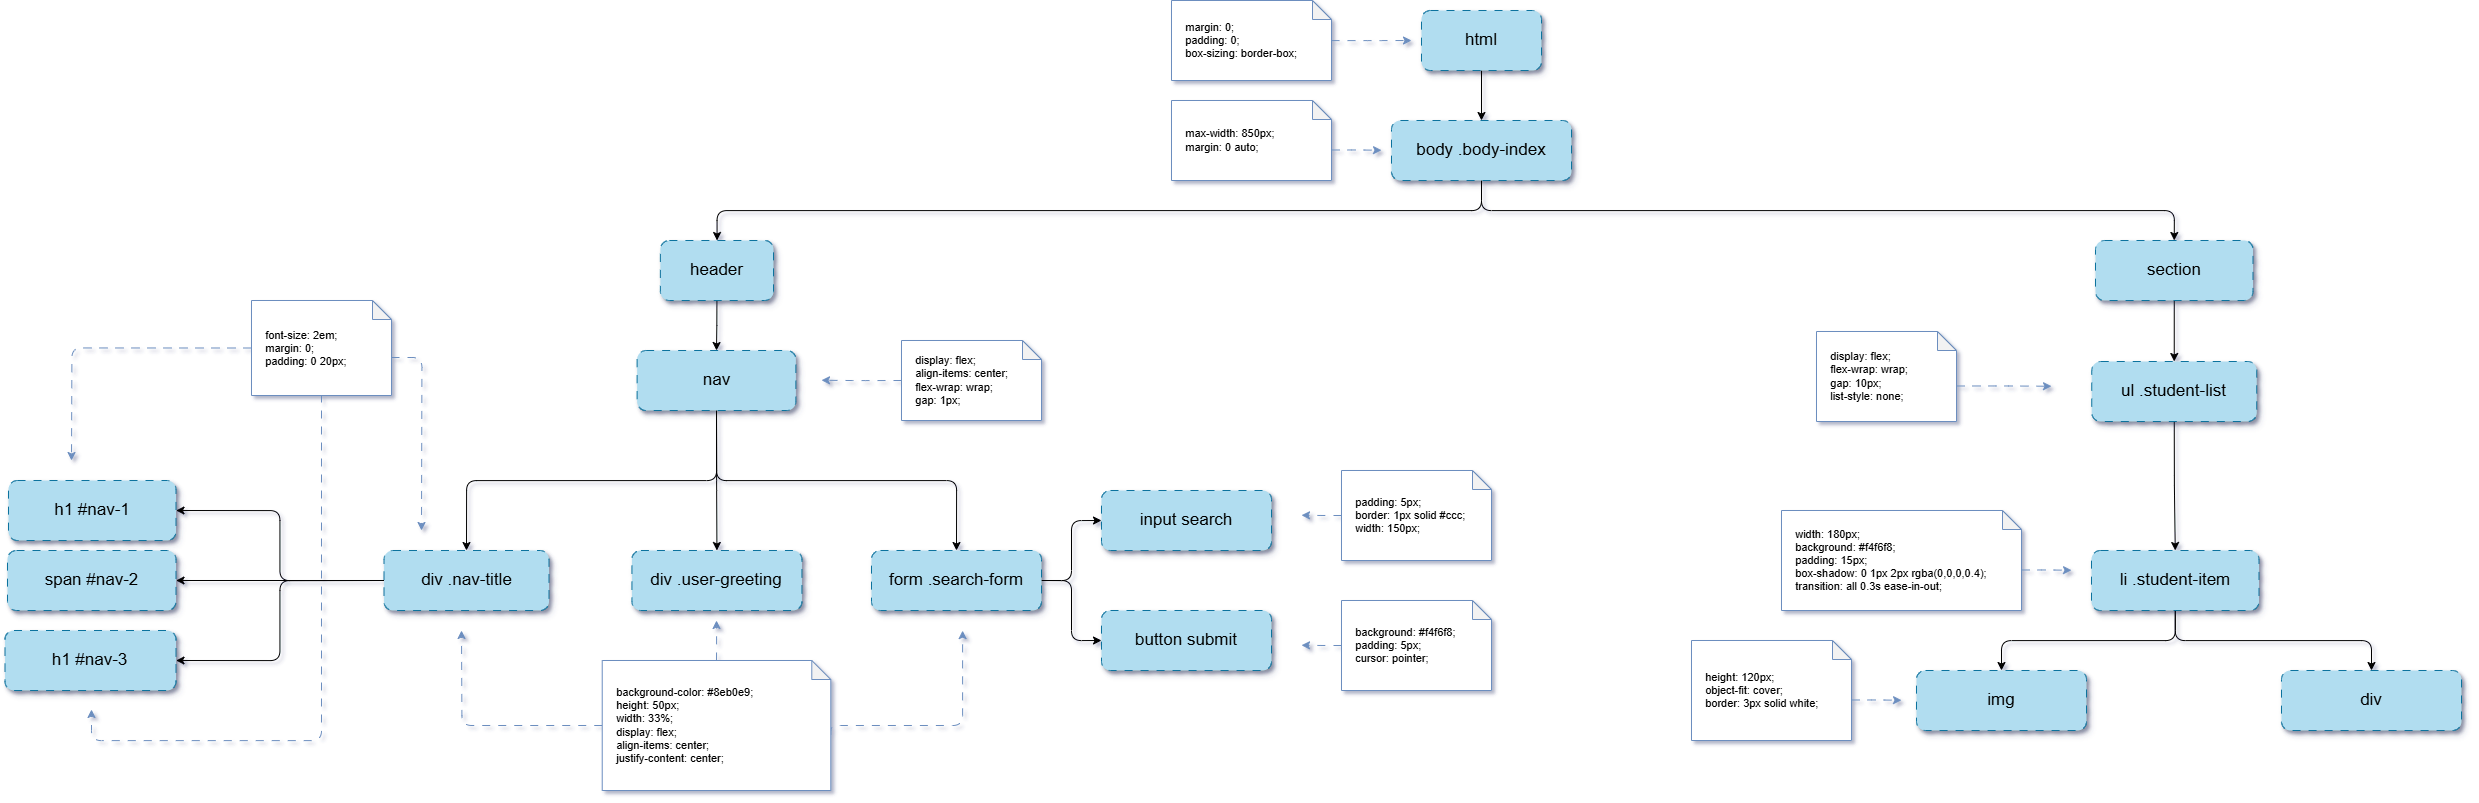 margin: 0;
padding: 0;
box-sizing: border-box;
html
max-width: 850px;
margin: 0 auto;
body .body-index
header
section
font-size: 2em;
margin: 0;
padding: 0 20px;
nav
display: flex;
align-items: center;
flex-wrap: wrap;
gap: 1px;
display: flex;
flex-wrap: wrap;
gap: 10px;
list-style: none;
ul .student-list
h1 #nav-1
span #nav-2
h1 #nav-3
div .nav-title
div .user-greeting
form .search-form
input search
padding: 5px;
border: 1px solid #ccc;
width: 150px;
button submit
background: #f4f6f8;
padding: 5px;
cursor: pointer;
background-color: #8eb0e9;
height: 50px;
width: 33%;
display: flex;
align-items: center;
justify-content: center;
width: 180px;
background: #f4f6f8;
padding: 15px;
box-shadow: 0 1px 2px rgba(0,0,0,0.4);
transition: all 0.3s ease-in-out;
li .student-item
height: 120px;
object-fit: cover;
border: 3px solid white;
img
div